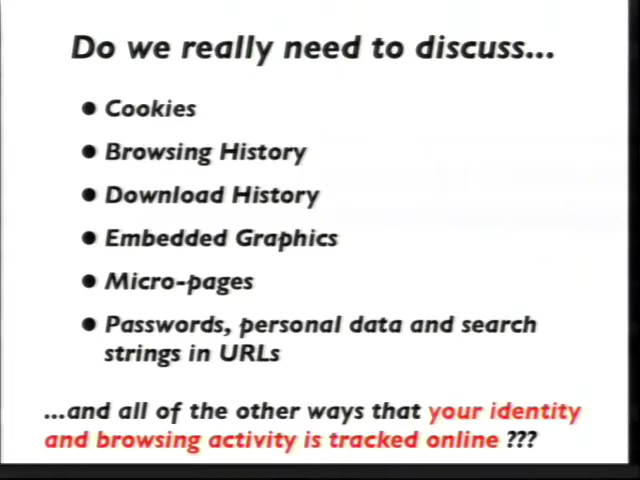 Do we really need to discuss...
● Cookies
● Browsing History
● Download History
● Embedded Graphics
● Micro-pages
● Passwords, personal data and search
strings in URLs
...and all of the other ways that your identity
and browsing activity is tracked online ???